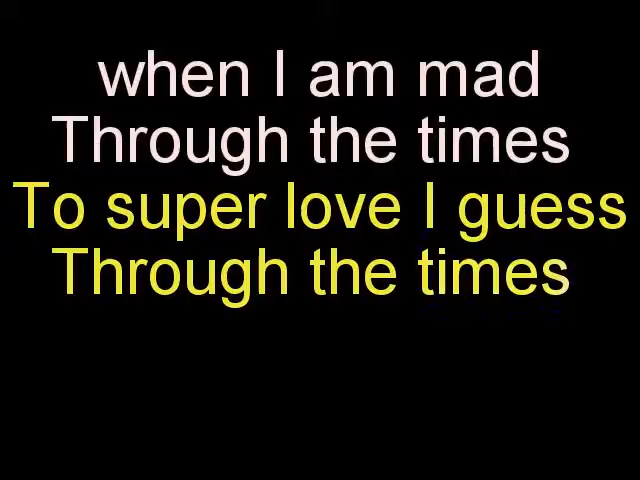 when I am mad
Through the times
To super love I guess
Through the times